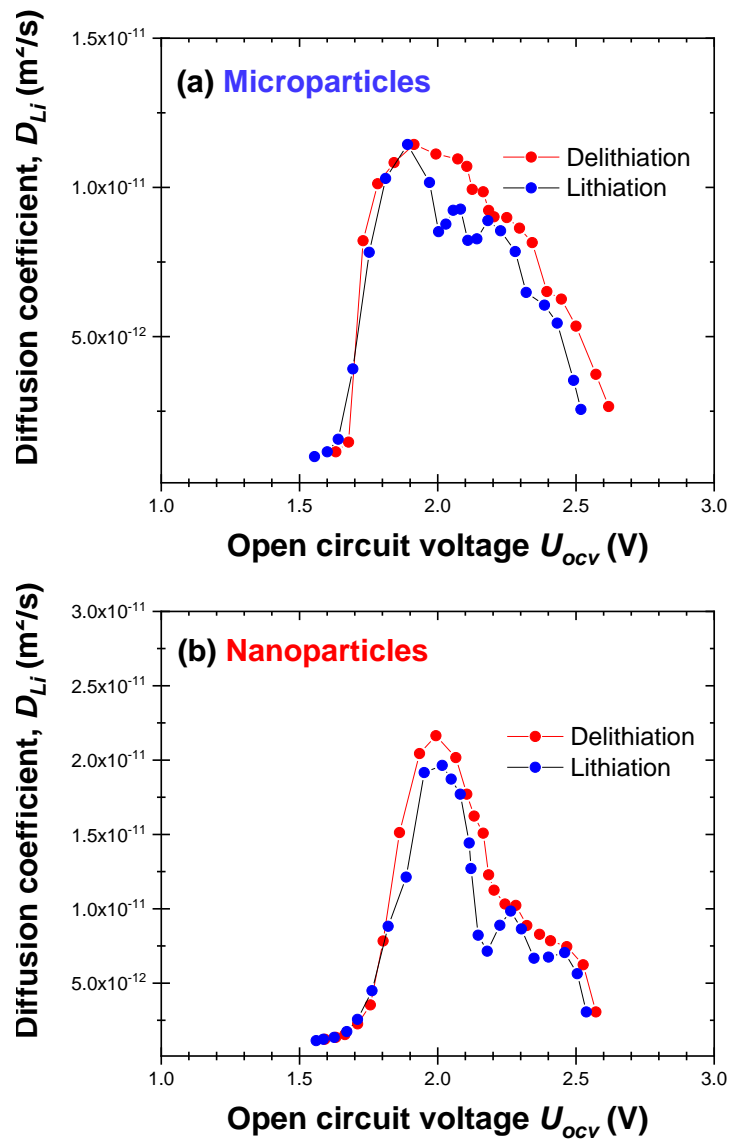 (a) Microparticles
Diffusion coefficient, D_Li (m²/s)
1.5x10⁻¹¹
1.0x10⁻¹¹
5.0x10⁻¹²
Delithiation
Lithiation
1.0 1.5 2.0 2.5 3.0
Open circuit voltage U_ocv (V)
(b) Nanoparticles
Diffusion coefficient, D_Li (m²/s)
3.0x10⁻¹¹
2.5x10⁻¹¹
2.0x10⁻¹¹
1.5x10⁻¹¹
1.0x10⁻¹¹
5.0x10⁻¹²
Delithiation
Lithiation
1.0 1.5 2.0 2.5 3.0
Open circuit voltage U_ocv (V)